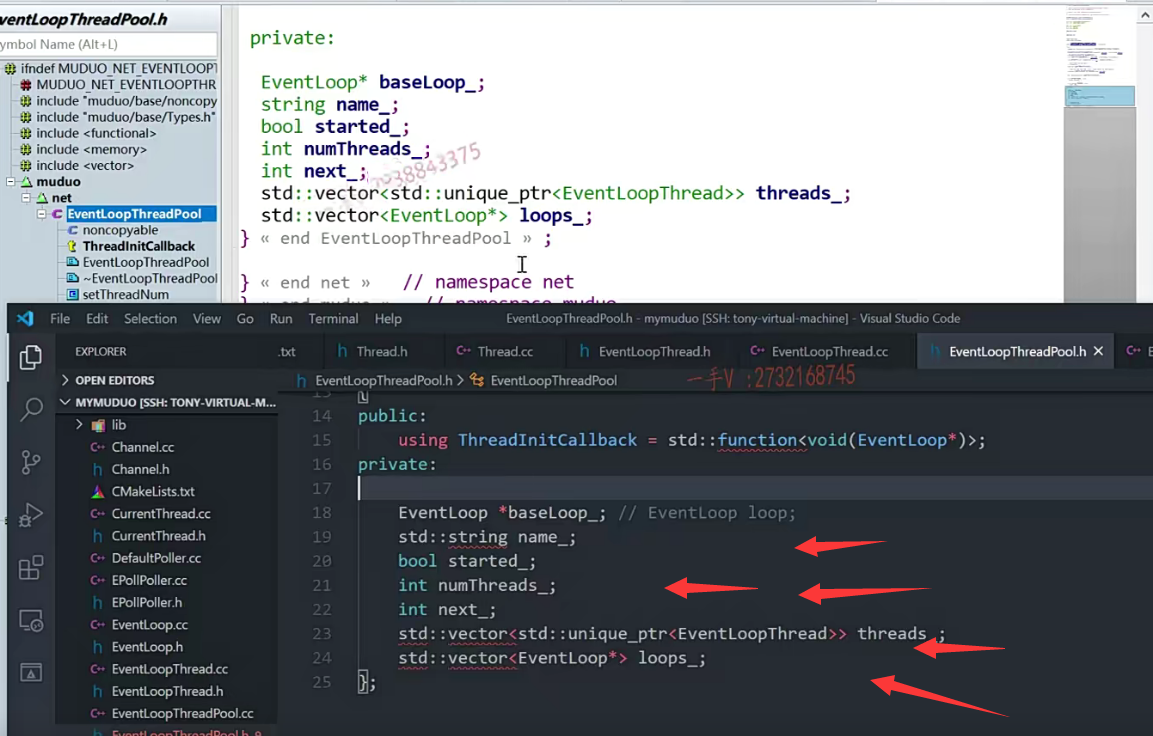 ventLoopThreadPool.h
ymbol Name (Alt+L)
ifndef MUDUO_NET_EVENTLOOPT
MUDUO_NET_EVENTLOOPTHR
include "muduo/base/noncopy
include "muduo/base/Types.h"
include <functional>
include <memory>
include <vector>
muduo
net
EventLoopThreadPool
noncopyable
ThreadInitCallback
EventLoopThreadPool
~EventLoopThreadPool
setThreadNum
private:
EventLoop* baseLoop_;
string name_;
bool started_;
int numThreads_;
int next_;
std::vector<std::unique_ptr<EventLoopThread>> threads_;
std::vector<EventLoop*> loops_;
} « end EventLoopThreadPool » ;
} « end net » // namespace net
} « end muduo » // namespace muduo
File Edit Selection View Go Run Terminal Help
EventLoopThreadPool.h - mymuduo [SSH: tony-virtual-machine] - Visual Studio Code
EXPLORER
.txt
Thread.h
Thread.cc
EventLoopThread.h
EventLoopThread.cc
EventLoopThreadPool.h
OPEN EDITORS
MYMUDUO [SSH: TONY-VIRTUAL-M...
lib
Channel.cc
Channel.h
CMakeLists.txt
CurrentThread.cc
CurrentThread.h
DefaultPoller.cc
EPollPoller.cc
EPollPoller.h
EventLoop.cc
EventLoop.h
EventLoopThread.cc
EventLoopThread.h
EventLoopThreadPool.cc
EventLoopThreadPool.h 9
EventLoopThreadPool.h > EventLoopThreadPool
一手V :2732168745
13 {
14 public:
15 using ThreadInitCallback = std::function<void(EventLoop*)>;
16 private:
17
18 EventLoop *baseLoop_; // EventLoop loop;
19 std::string name_;
20 bool started_;
21 int numThreads_;
22 int next_;
23 std::vector<std::unique_ptr<EventLoopThread>> threads_;
24 std::vector<EventLoop*> loops_;
25 };